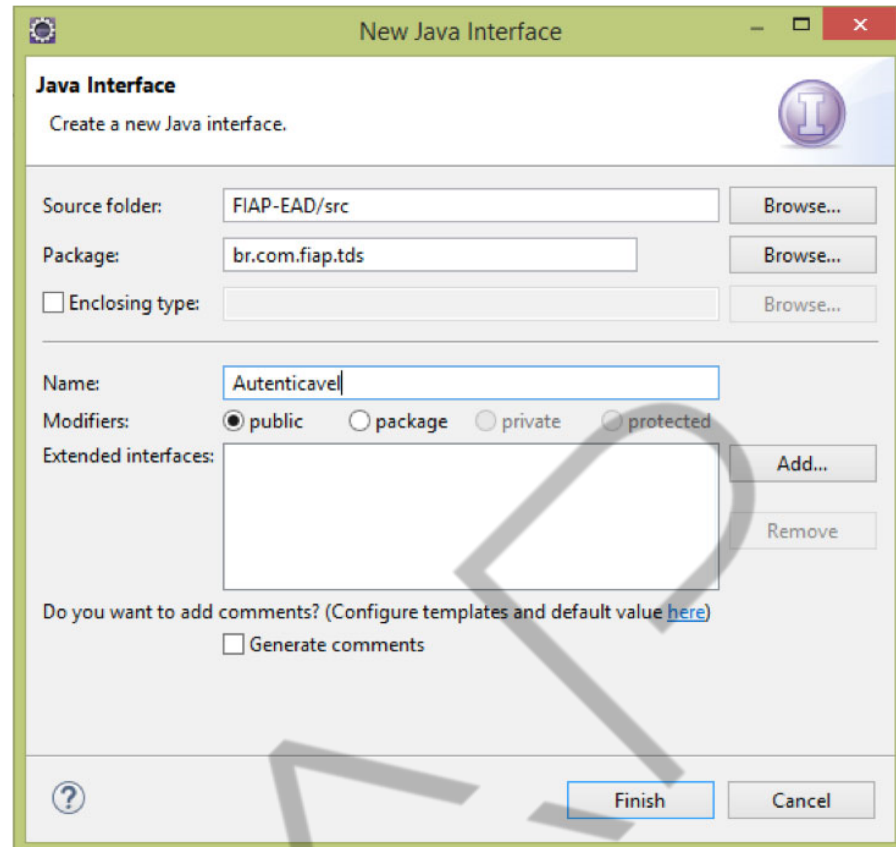 New Java Interface
Java Interface
Create a new Java interface.
Source folder: FIAP-EAD/src Browse...
Package: br.com.fiap.tds Browse...
Enclosing type: Browse...
Name: Autenticavel
Modifiers: public package private protected
Extended interfaces: Add...
Remove
Do you want to add comments? (Configure templates and default value here)
Generate comments
Finish Cancel